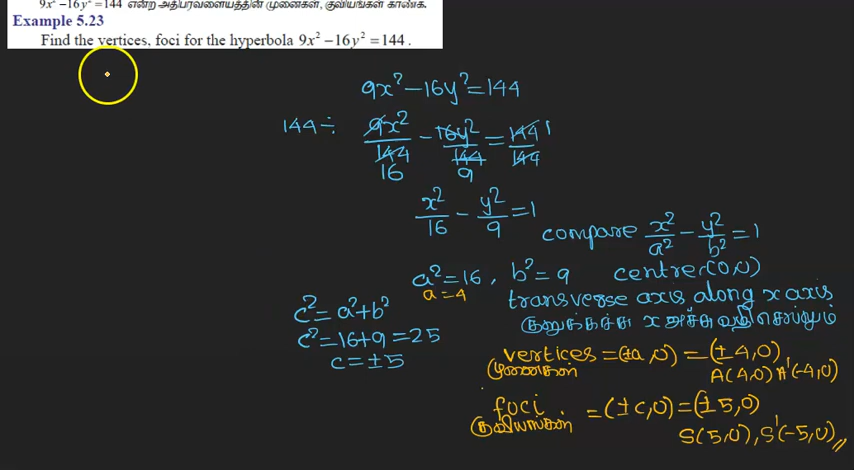 9x² −16y² =144 என்ற அதிபரவளையத்தின் முனைகள், குவியங்கள் காண்க.
Example 5.23
Find the vertices, foci for the hyperbola 9x² −16y² = 144 .
9x² − 16y² = 144
144 ÷ 9x²/144 − 16y²/144 = 144/144 1
16 9
x²/16 − y²/9 = 1
compare x²/a² − y²/b² = 1
a² = 16 , b² = 9 centre (0,0)
a = 4
transverse axis along x axis
c² = a² + b²
c² = 16 + 9 = 25
c = ±5
vertices = (±a, 0) = (±4, 0)
முனைகள் A(4,0) A'(-4,0)
foci = (±c, 0) = (±5, 0)
S(5,0), S'(-5,0)